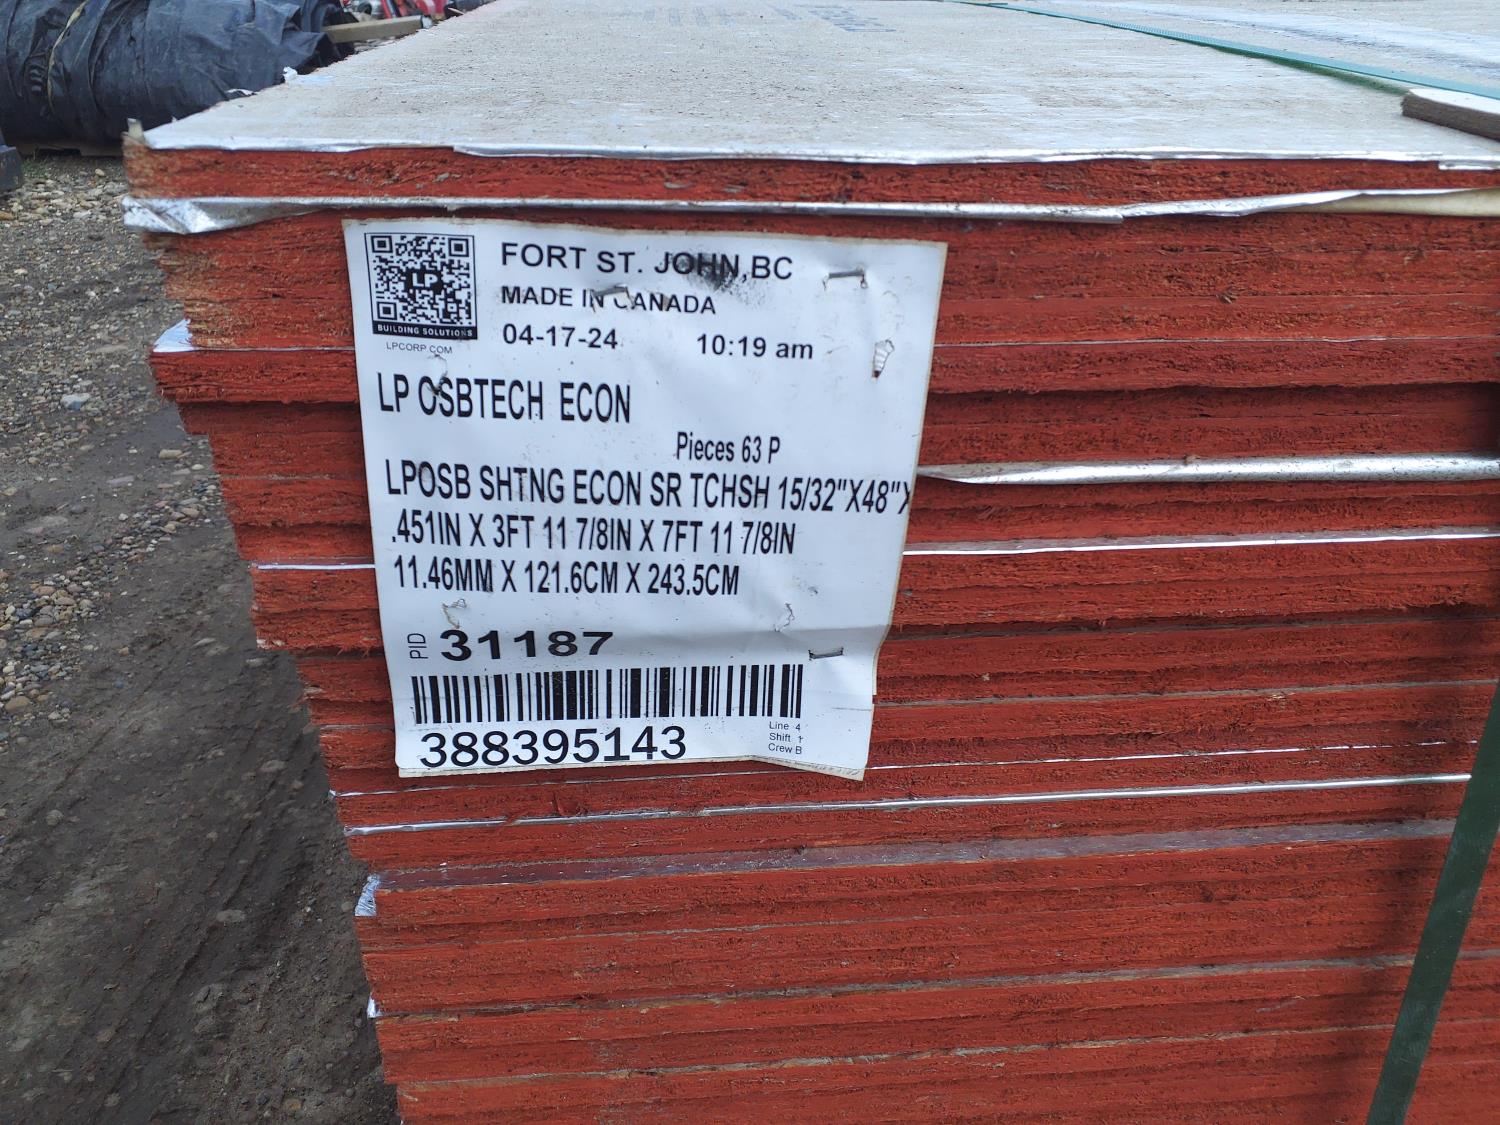 FORT ST. JOHN, BC
MADE IN CANADA
04-17-24 10:19 am
LP
BUILDING SOLUTIONS
LPCORP.COM
LP OSBTECH ECON
Pieces 63 P
LPOSB SHTNG ECON SR TCHSH 15/32"X48"X
.451IN X 3FT 11 7/8IN X 7FT 11 7/8IN
11.46MM X 121.6CM X 243.5CM
PID 31187
388395143
Line 4
Shift 1
Crew B